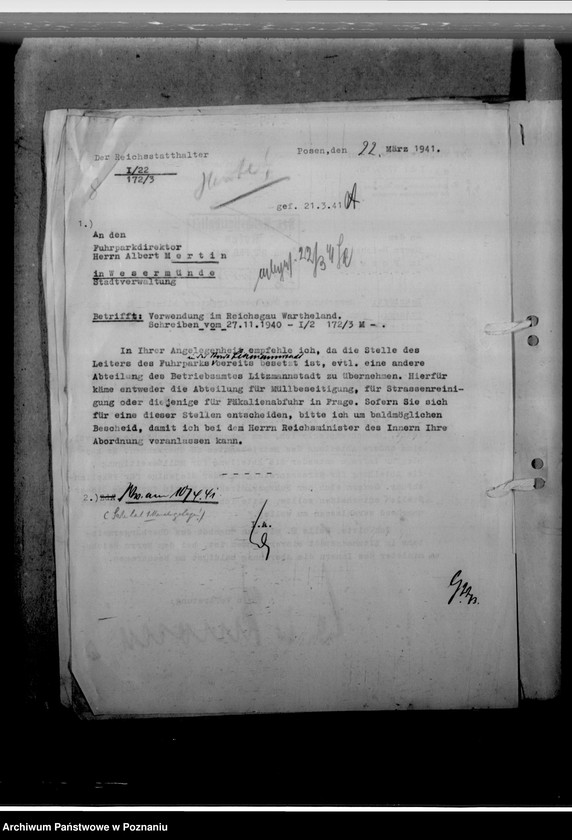 Der Reichsstatthalter
Posen,den 22. März 1941.
I/22
172/3
Heute!
gef. 21.3.41
1.)
An den
Fuhrparkdirektor
Herrn Albert M e r t i n
in W e s e r m ü n d e
Stadtverwaltung
Betrifft: Verwendung im Reichsgau Wartheland.
Schreiben vom 27.11.1940 - I/2 172/3 M - .
In Ihrer Angelegenheit empfehle ich, da die Stelle des
in der Stadt Litzmannstadt
Leiters des Fuhrparks bereits besetzt ist, evtl. eine andere
Abteilung des Betriebsamtes Litzmannstadt zu übernehmen. Hierfür
käme entweder die Abteilung für Müllbeseitigung, für Strassenreini-
gung oder diejenige für Fäkalienabfuhr in Frage. Sofern Sie sich
für eine dieser Stellen entscheiden, bitte ich um baldmöglichen
Bescheid, damit ich bei dem Herrn Reichsminister des Innern Ihre
Abordnung veranlassen kann.
- - - - - -
2.)
I.A.